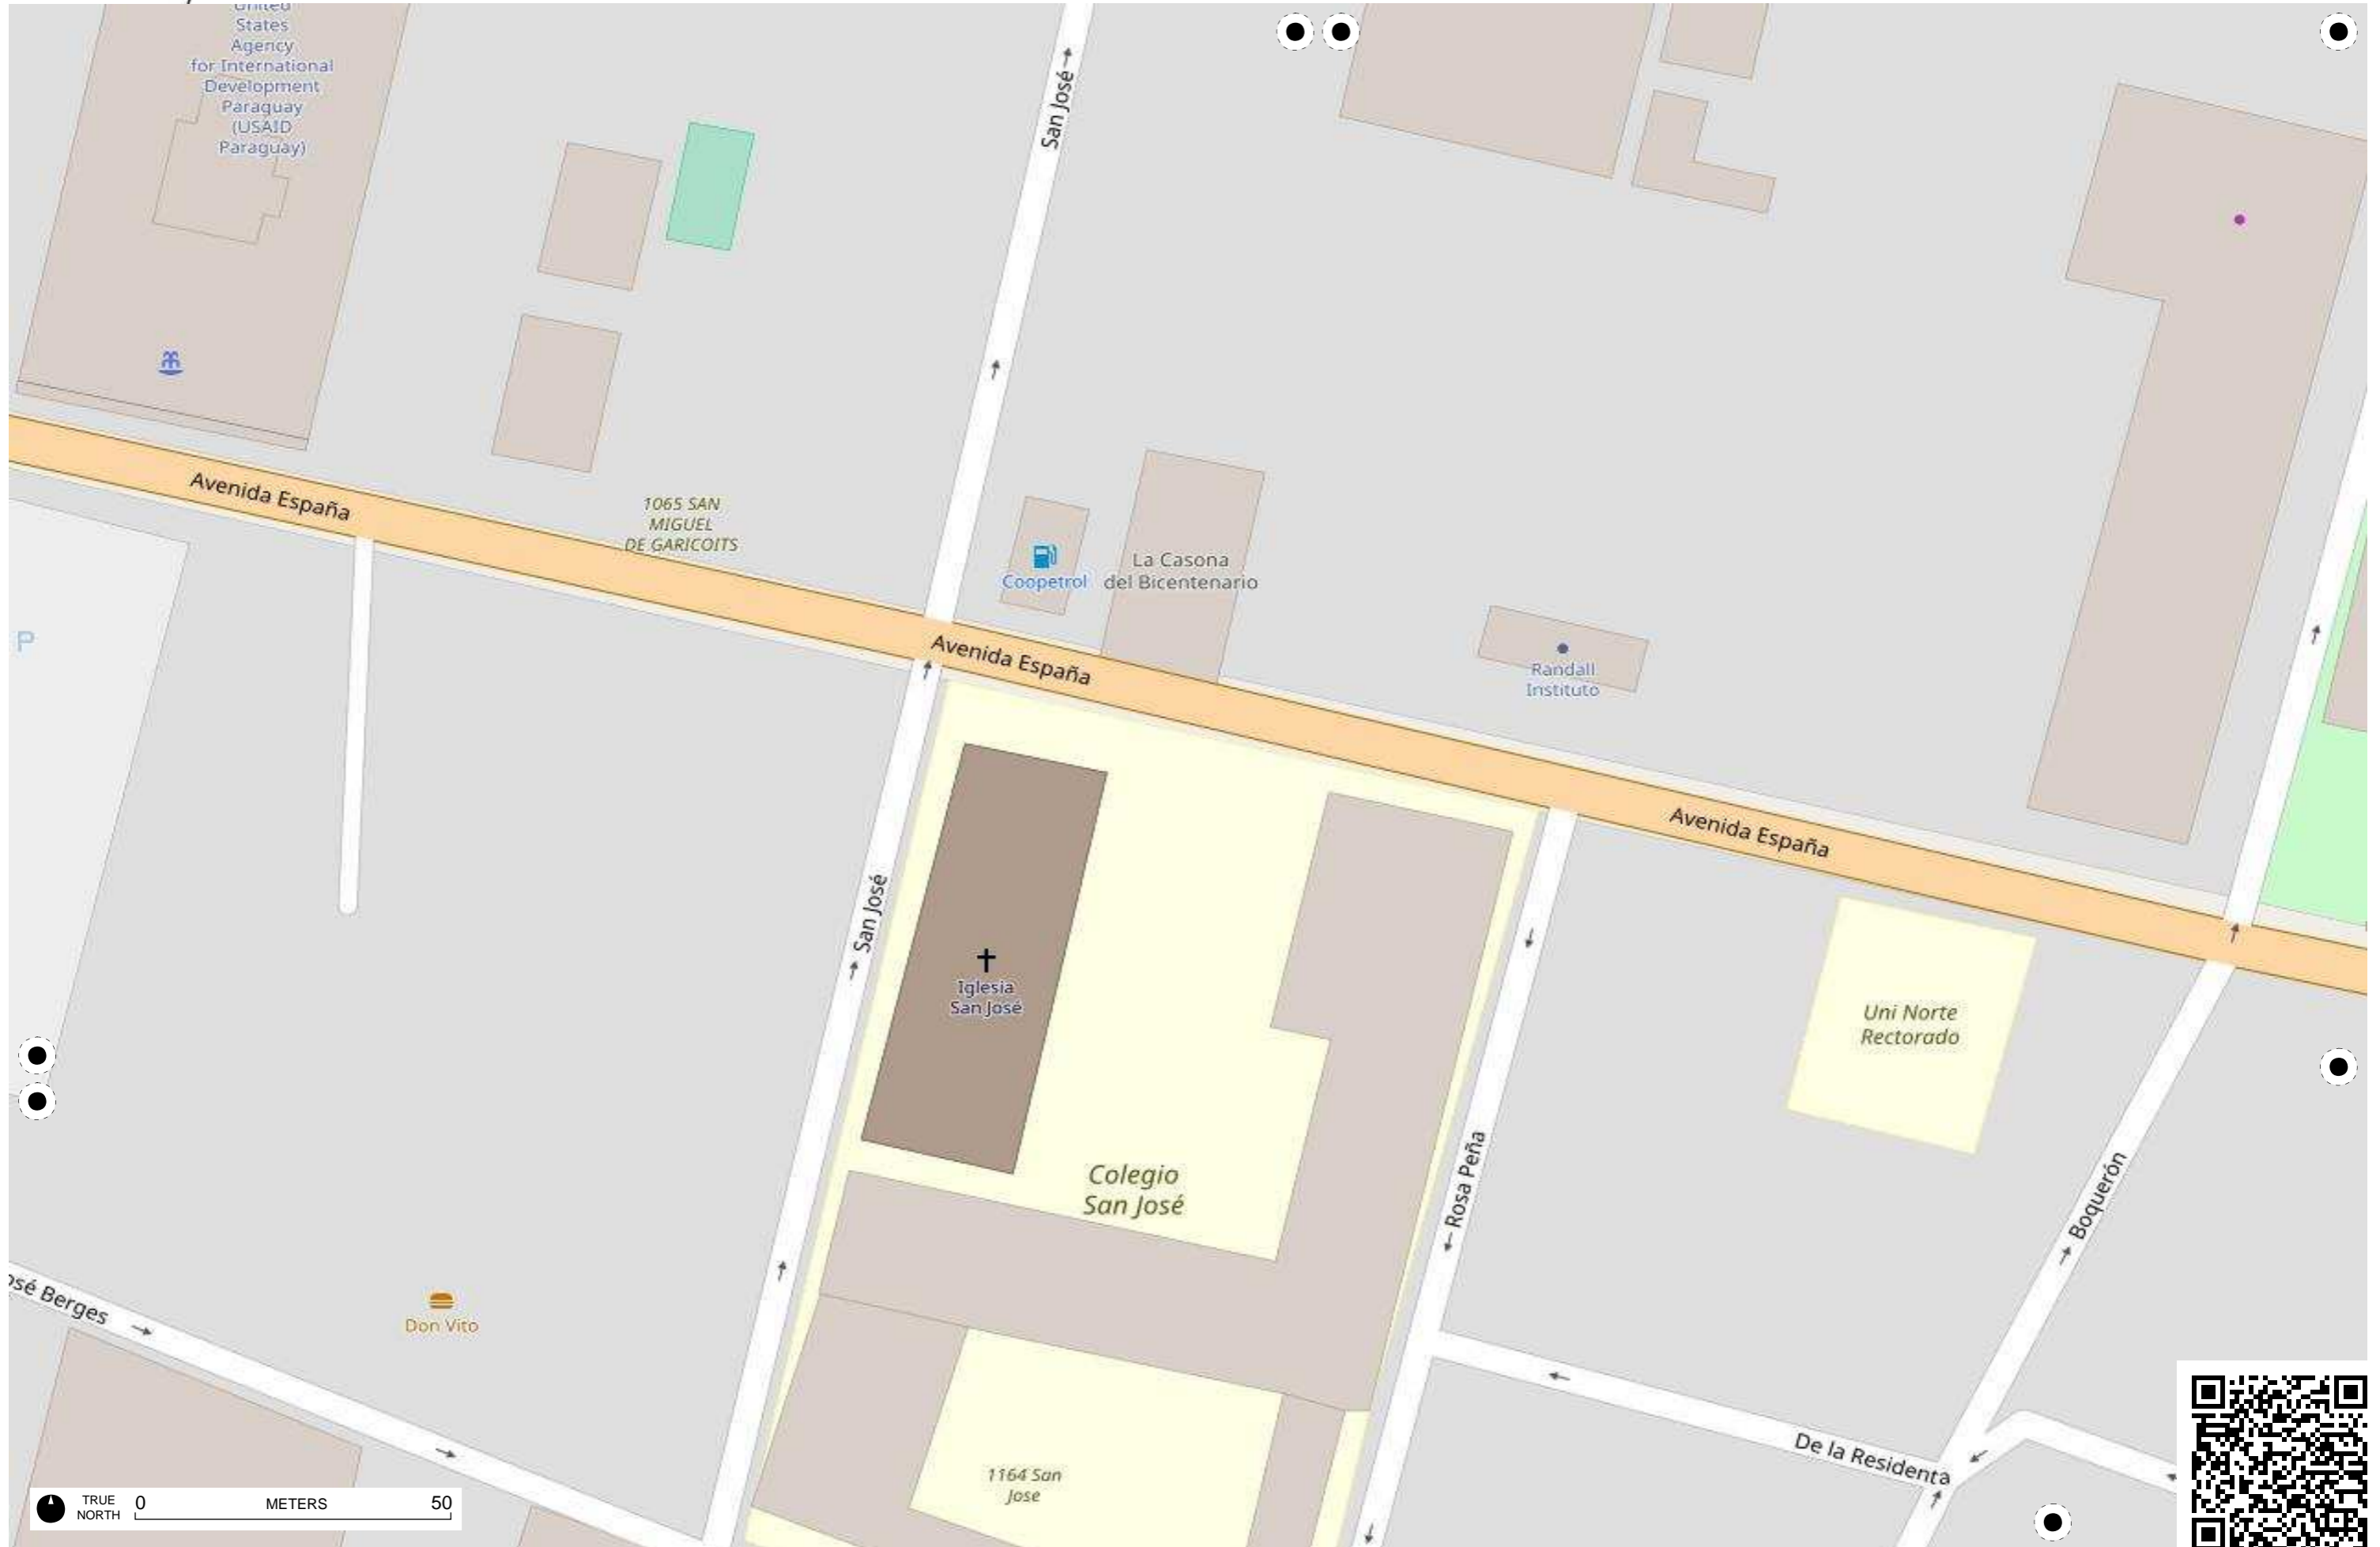 United
States
Agency
for International
Development
Paraguay
(USAID
Paraguay)
San José
Avenida España
1065 SAN
MIGUEL
DE GARICOITS
Coopetrol
La Casona
del Bicentenario
P
Avenida España
Randall
Instituto
Avenida España
San José
Iglesia
San José
Uni Norte
Rectorado
Colegio
San José
Rosa Peña
Boquerón
osé Berges
Don Vito
De la Residenta
1164 San
Jose
TRUE
NORTH
0 METERS 50